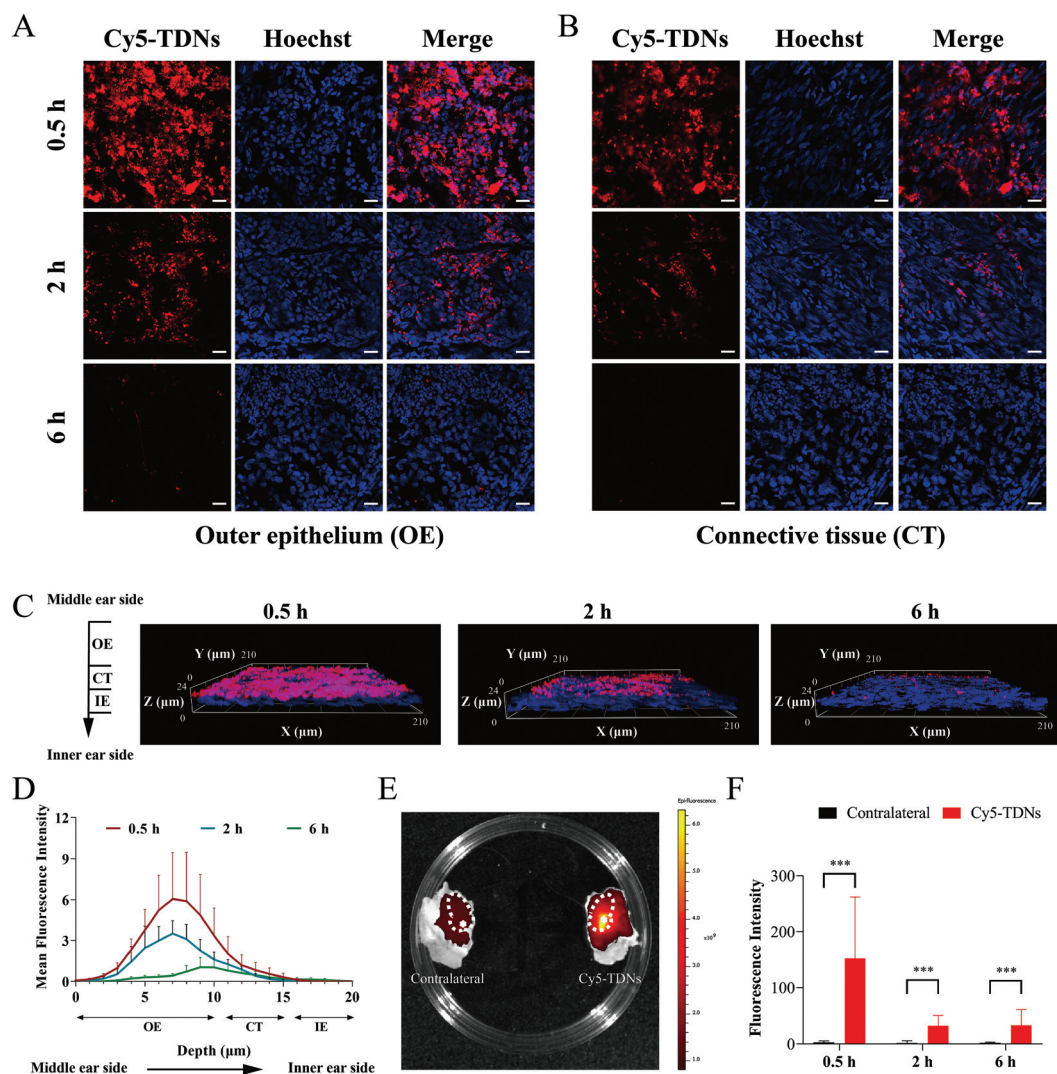 A
Cy5-TDNs Hoechst Merge
0.5 h
2 h
6 h
Outer epithelium (OE)
B
Cy5-TDNs Hoechst Merge
Connective tissue (CT)
C
Middle ear side
OE
CT
IE
Inner ear side
0.5 h
Y (µm)
210
0
24
Z (µm)
0
X (µm)
210
2 h
Y (µm)
210
0
24
Z (µm)
0
X (µm)
210
6 h
Y (µm)
210
0
24
Z (µm)
0
X (µm)
210
D
Mean Fluorescence Intensity
0.5 h 2 h 6 h
12
9
6
3
0
0 5 10 15 20
OE CT IE
Depth (µm)
Middle ear side Inner ear side
E
Contralateral
Cy5-TDNs
Epi-fluorescence
6.0
5.0
4.0
x10⁹
3.0
2.0
1.0
F
Contralateral Cy5-TDNs
Fluorescence Intensity
300
200
100
0
*** *** ***
0.5 h 2 h 6 h